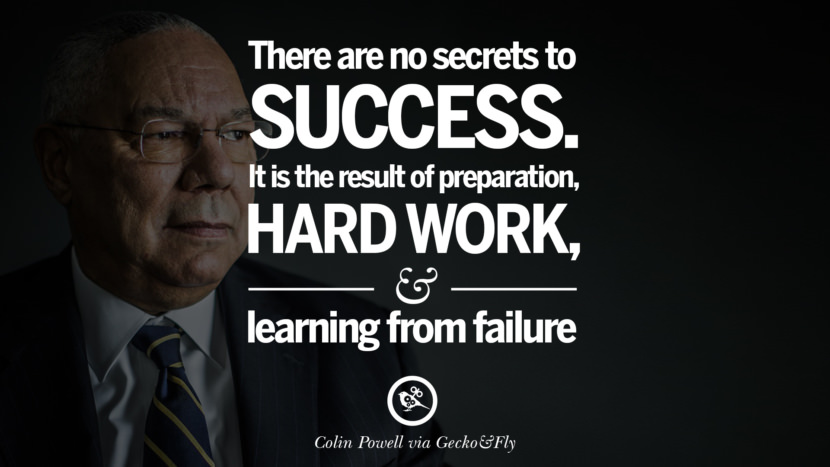 There are no secrets to
SUCCESS.
It is the result of preparation,
HARD WORK,
&
learning from failure
Colin Powell via Gecko&Fly